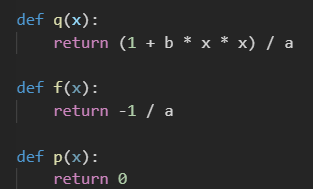 def q(x):
    return (1 + b * x * x) / a
def f(x):
    return -1 / a
def p(x):
    return 0